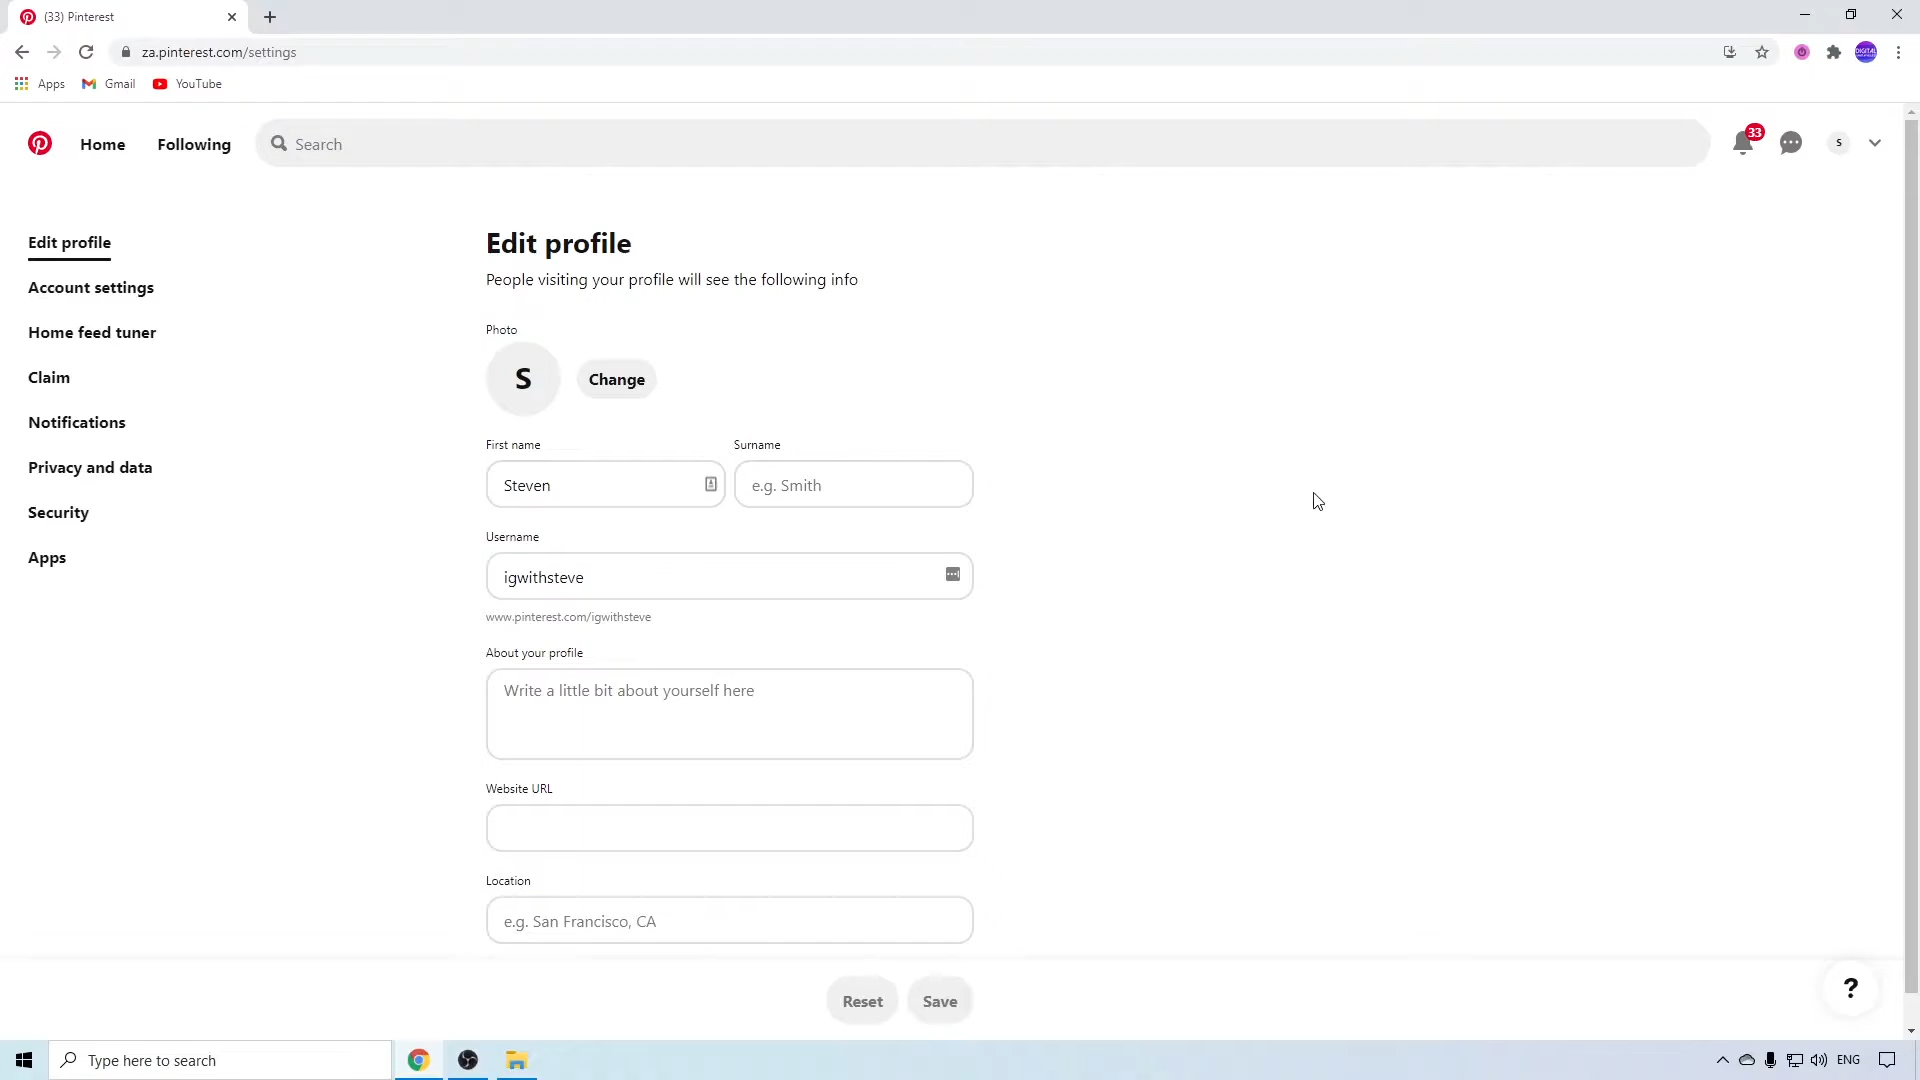 (33) Pinterest
za.pinterest.com/settings
Apps
Gmail
YouTube
Home
Following
Search
33
S
Edit profile
Account settings
Home feed tuner
Claim
Notifications
Privacy and data
Security
Apps
Edit profile
People visiting your profile will see the following info
Photo
S
Change
First name
Surname
Steven
e.g. Smith
Username
igwithsteve
www.pinterest.com/igwithsteve
About your profile
Write a little bit about yourself here
Website URL
Location
e.g. San Francisco, CA
Reset
Save
?
Type here to search
ENG